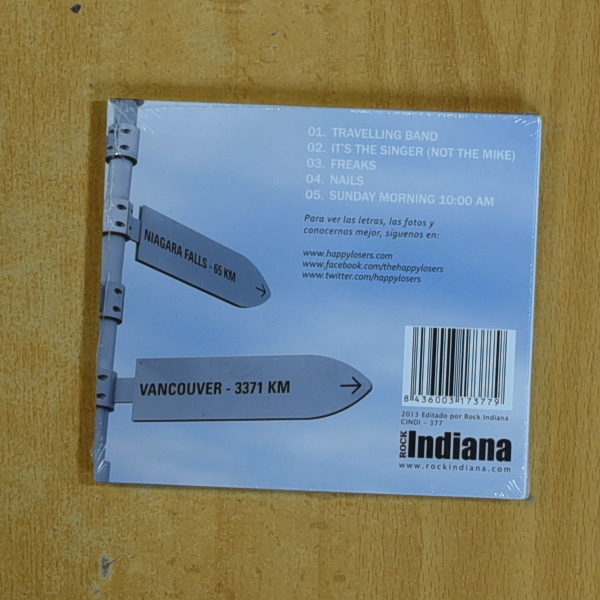 01. TRAVELLING BAND
02. IT'S THE SINGER (NOT THE MIKE)
03. FREAKS
04. NAILS
05. SUNDAY MORNING 10:00 AM
Para ver las letras, las fotos y
conocernos mejor, síguenos en:
www.happylosers.com
www.facebook.com/thehappylosers
www.twitter.com/happylosers
NIAGARA FALLS - 65 KM
VANCOUVER - 3371 KM
8 436003 173779
2013 Editado por Rock Indiana
CINDI - 377
ROCK Indiana
www.rockindiana.com